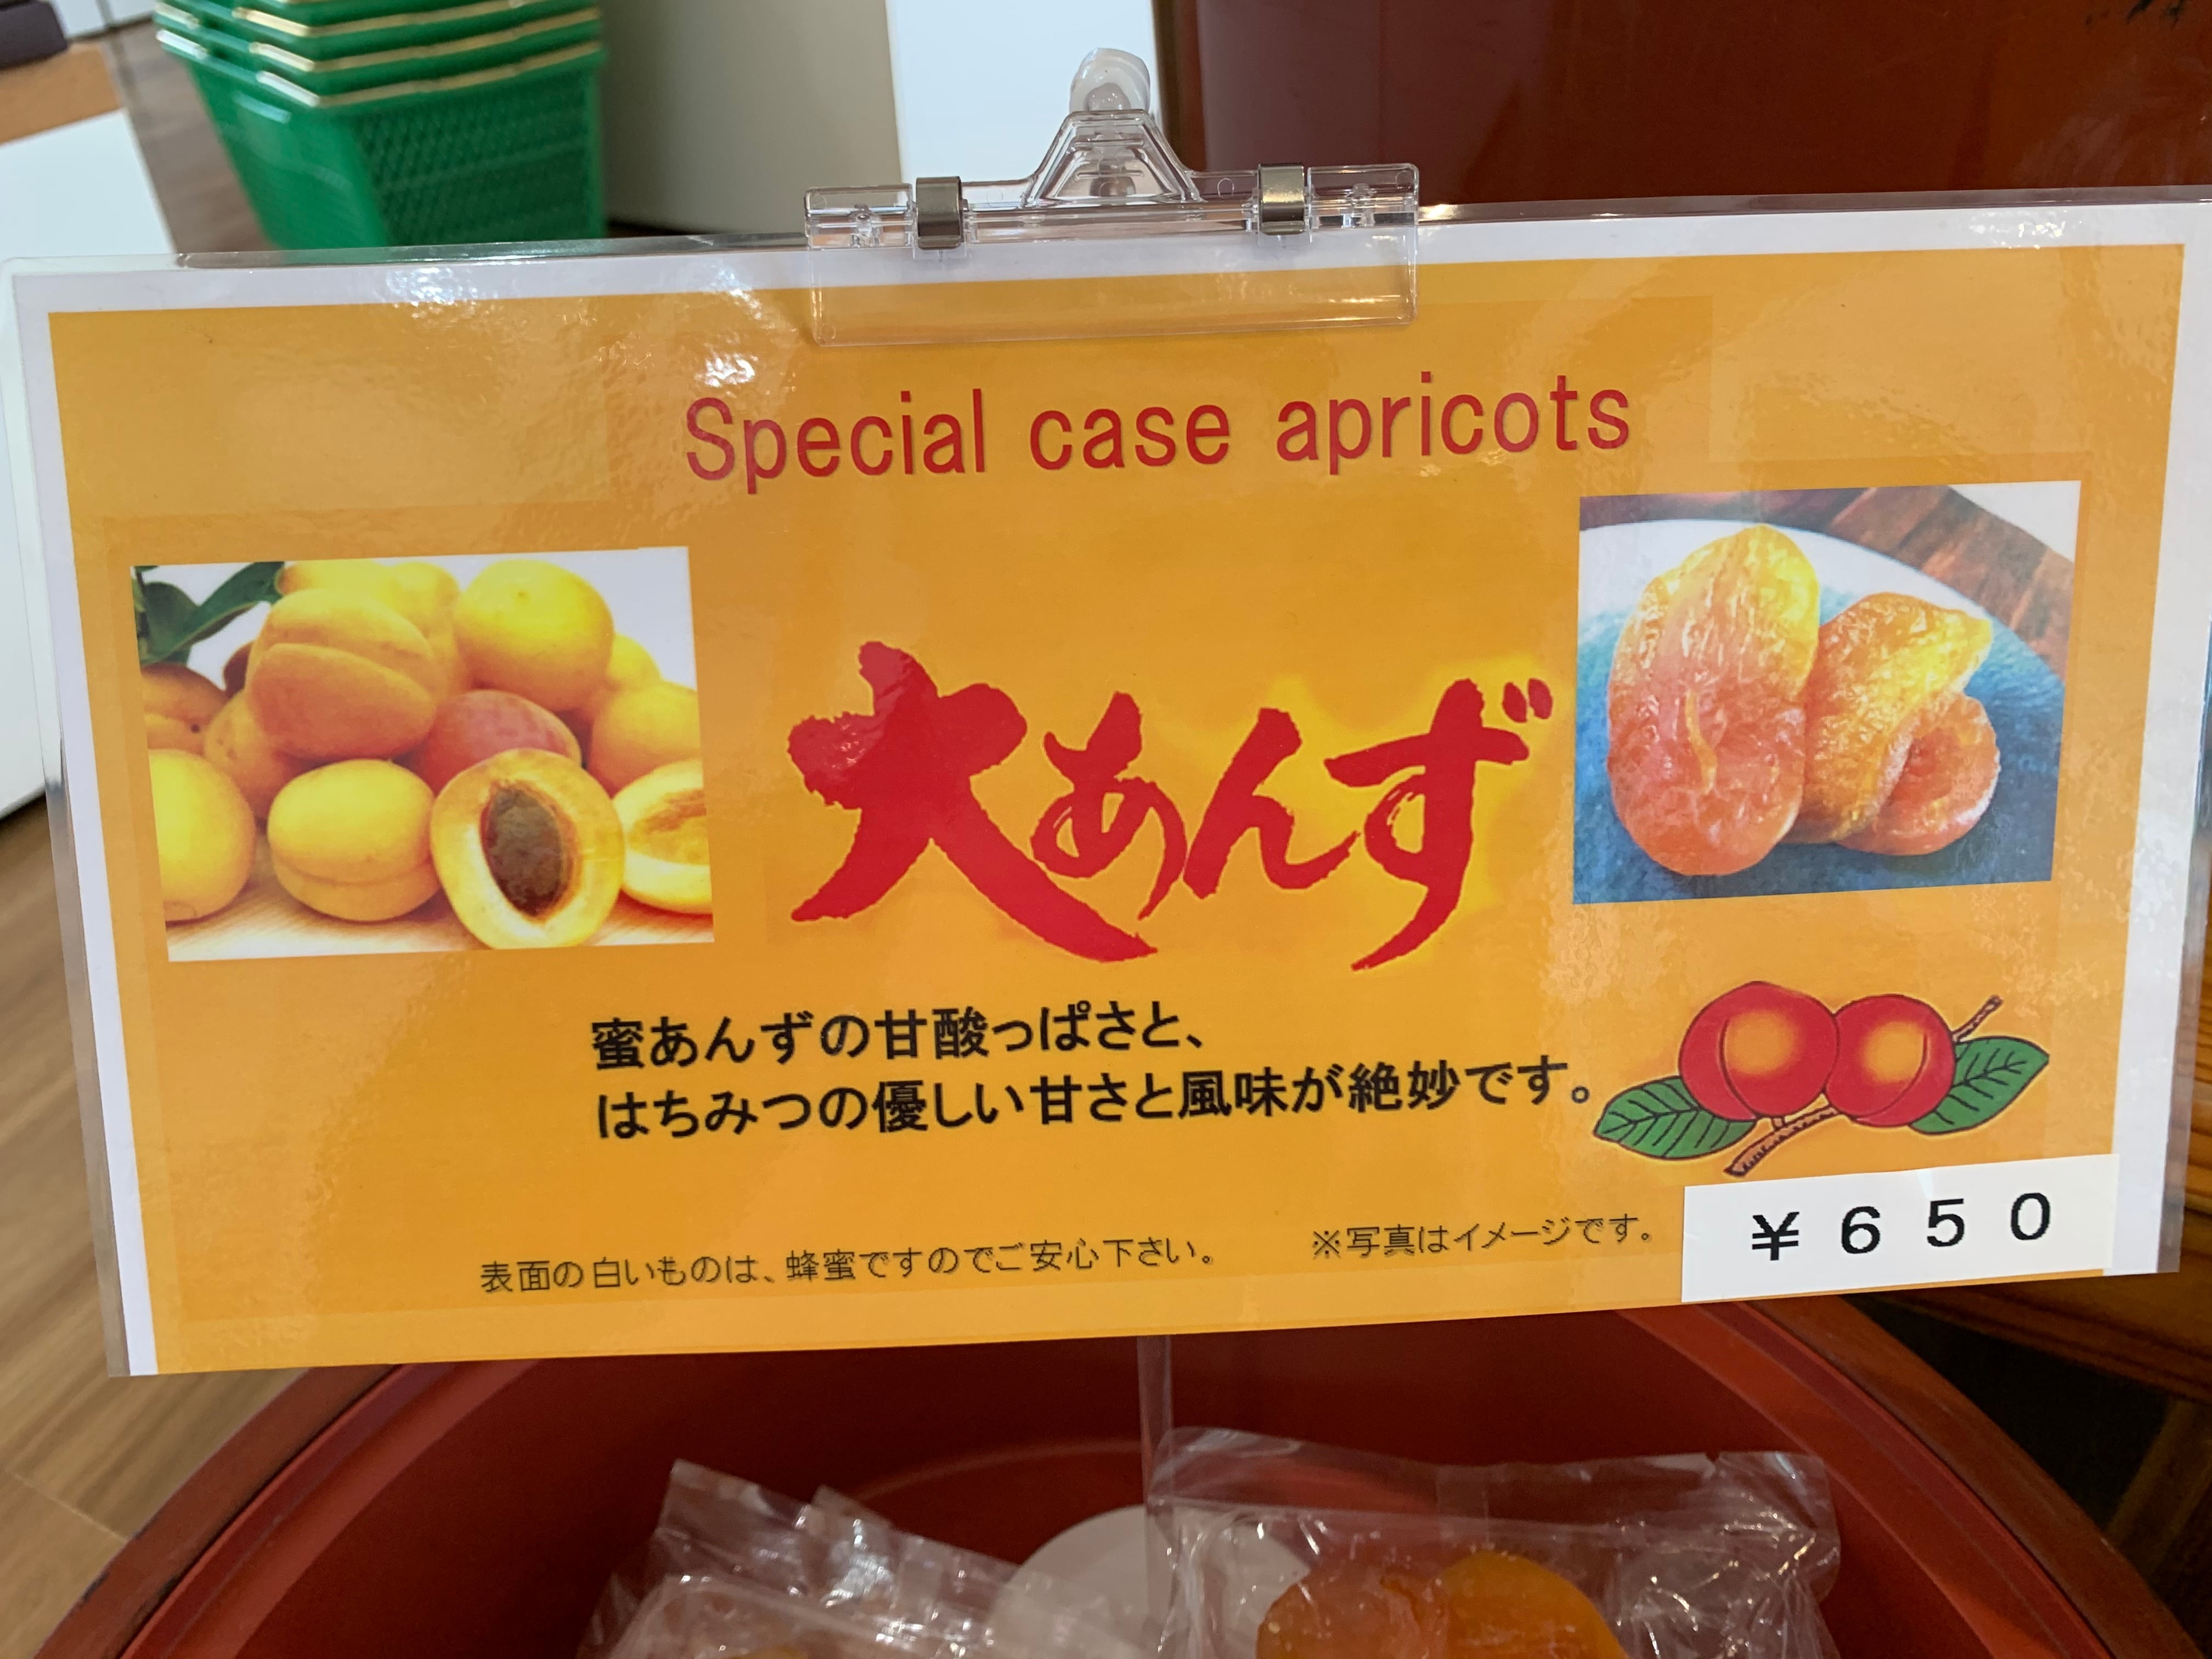 Special case apricots
大あんず
蜜あんずの甘酸っぱさと、
はちみつの優しい甘さと風味が絶妙です。
表面の白いものは、蜂蜜ですのでご安心下さい。
※写真はイメージです。
￥６５０